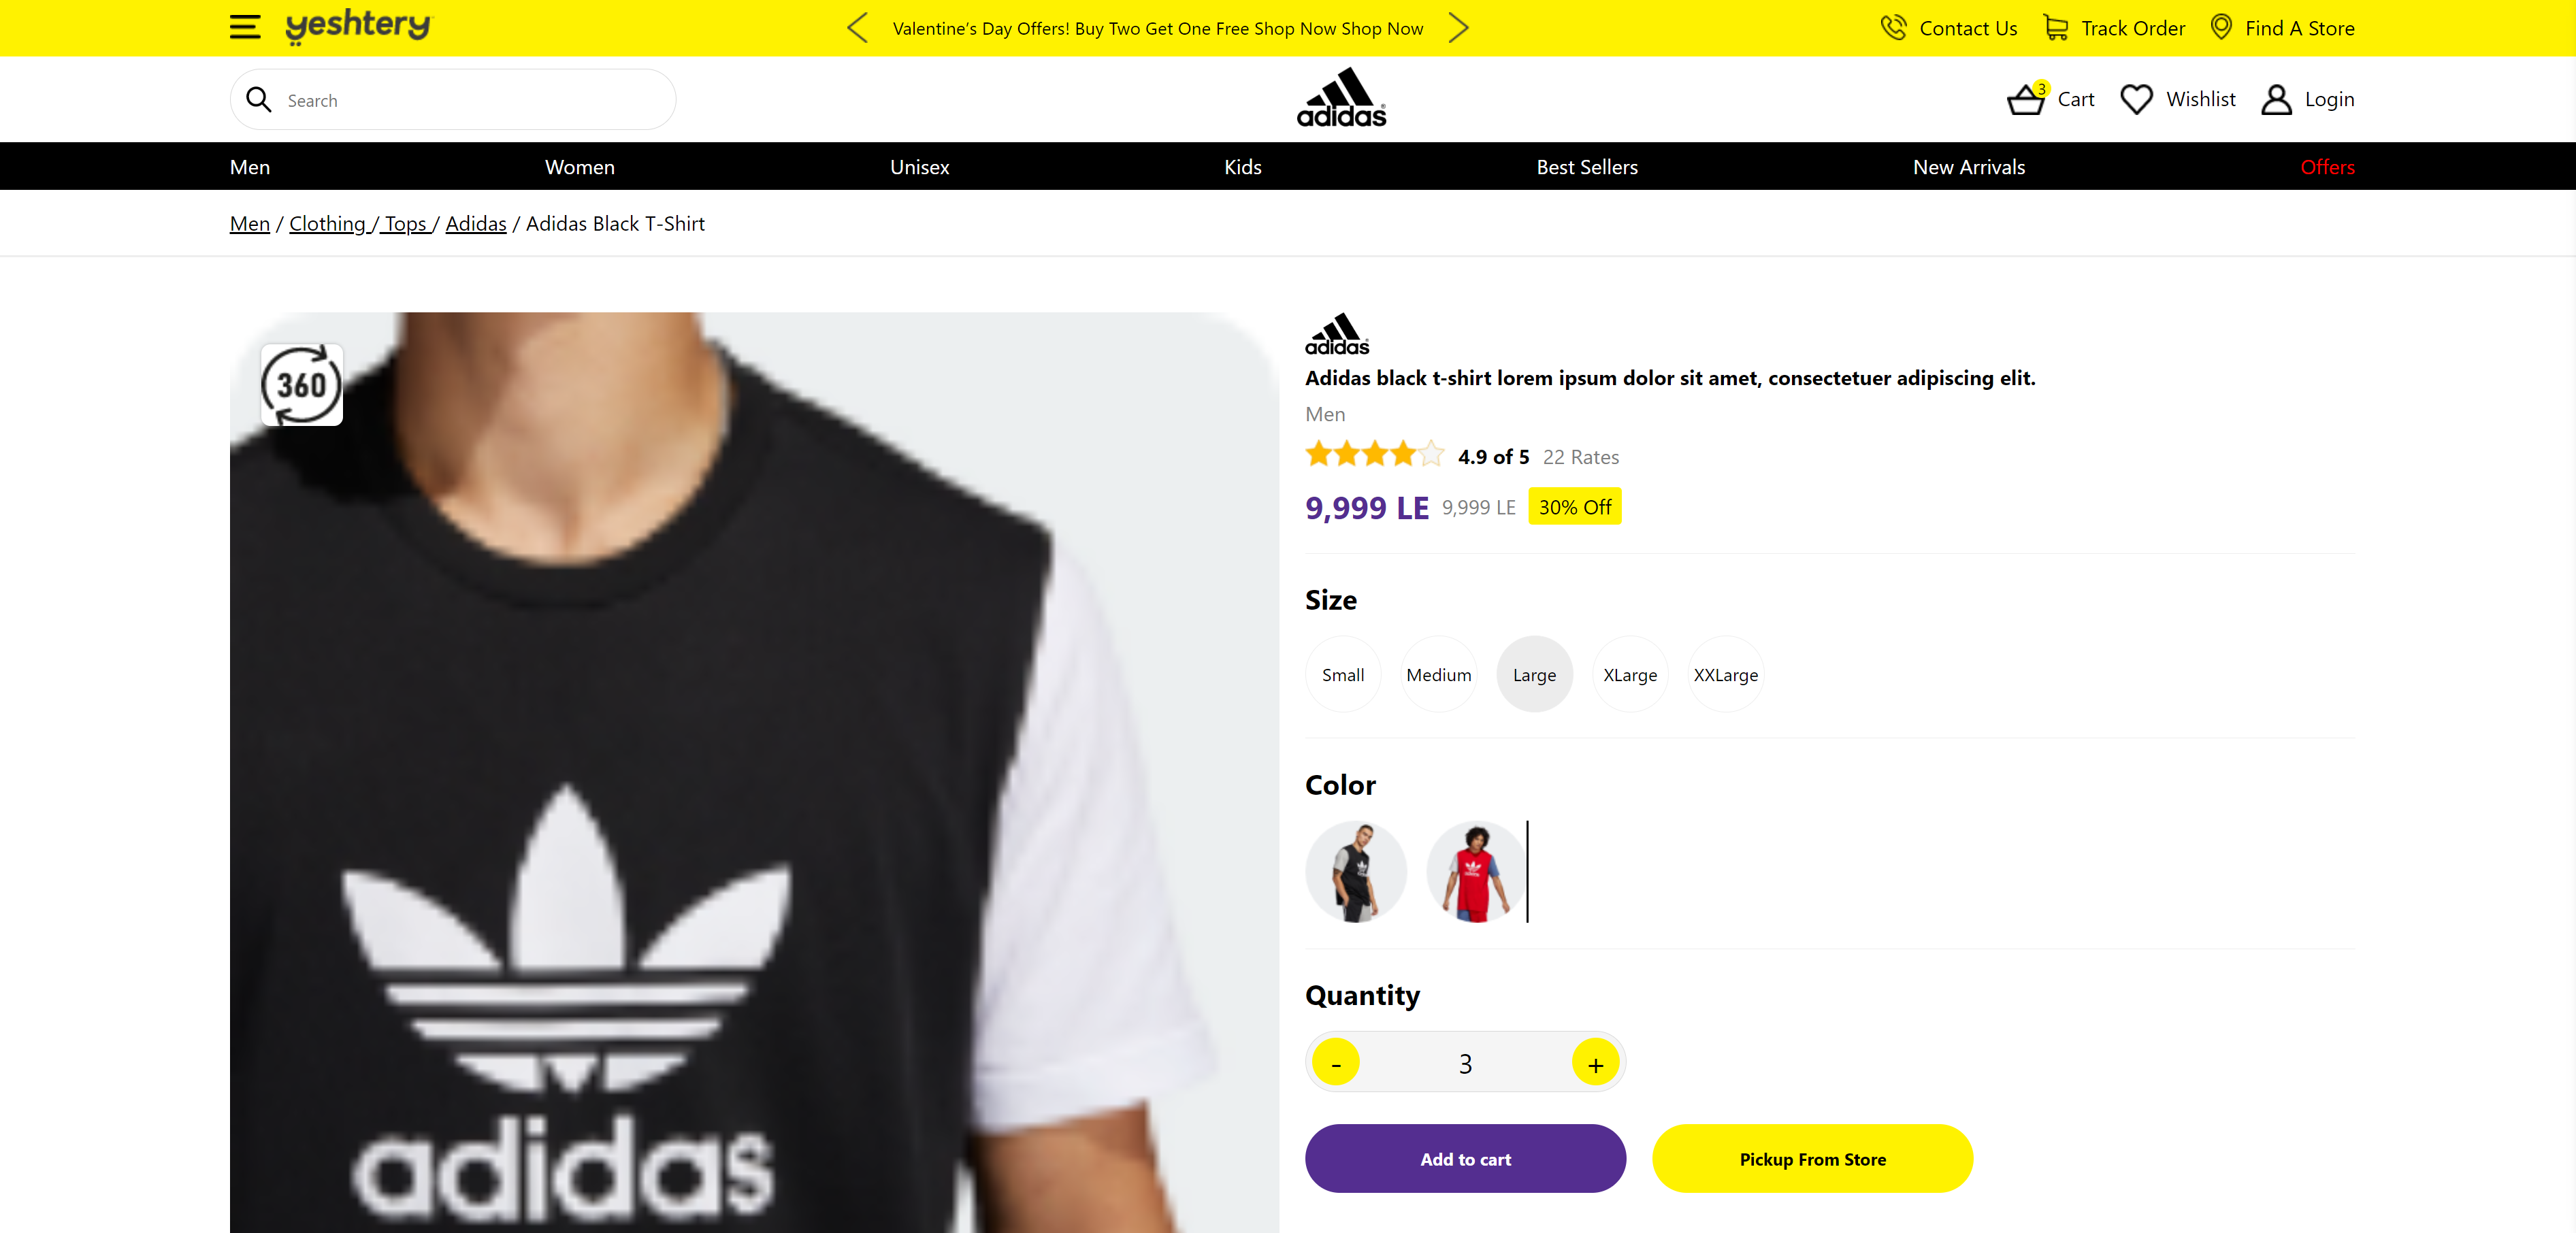 yeshtery
Valentine's Day Offers! Buy Two Get One Free Shop Now Shop Now
Contact Us
Track Order
Find A Store
Search
adidas
3
Cart
Wishlist
Login
Men
Women
Unisex
Kids
Best Sellers
New Arrivals
Offers
Men / Clothing / Tops / Adidas / Adidas Black T-Shirt
360
adidas
adidas
Adidas black t-shirt lorem ipsum dolor sit amet, consectetuer adipiscing elit.
Men
4.9 of 5 22 Rates
9,999 LE 9,999 LE 30% Off
Size
Small
Medium
Large
XLarge
XXLarge
Color
Quantity
- 3 +
Add to cart
Pickup From Store